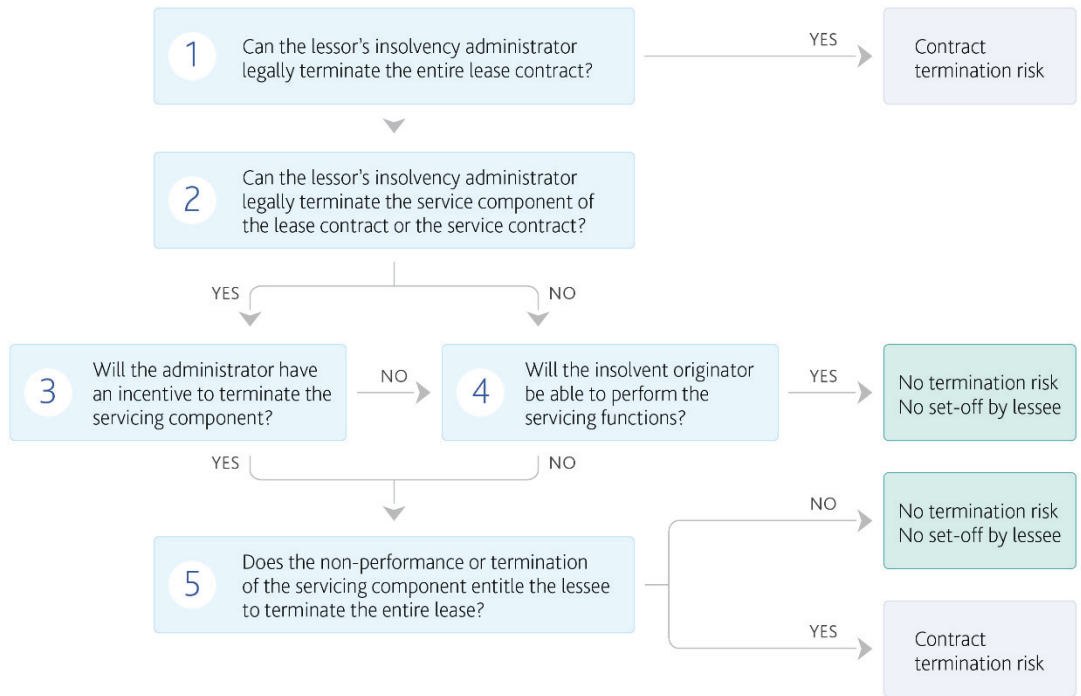 1
Can the lessor's insolvency administrator
legally terminate the entire lease contract?
YES
Contract
termination risk
2
Can the lessor's insolvency administrator
legally terminate the service component of
the lease contract or the service contract?
YES
NO
3
Will the administrator have
an incentive to terminate the
servicing component?
NO
4
Will the insolvent originator
be able to perform the
servicing functions?
YES
No termination risk
No set-off by lessee
YES
NO
5
Does the non-performance or termination
of the servicing component entitle the lessee
to terminate the entire lease?
NO
No termination risk
No set-off by lessee
YES
Contract
termination risk